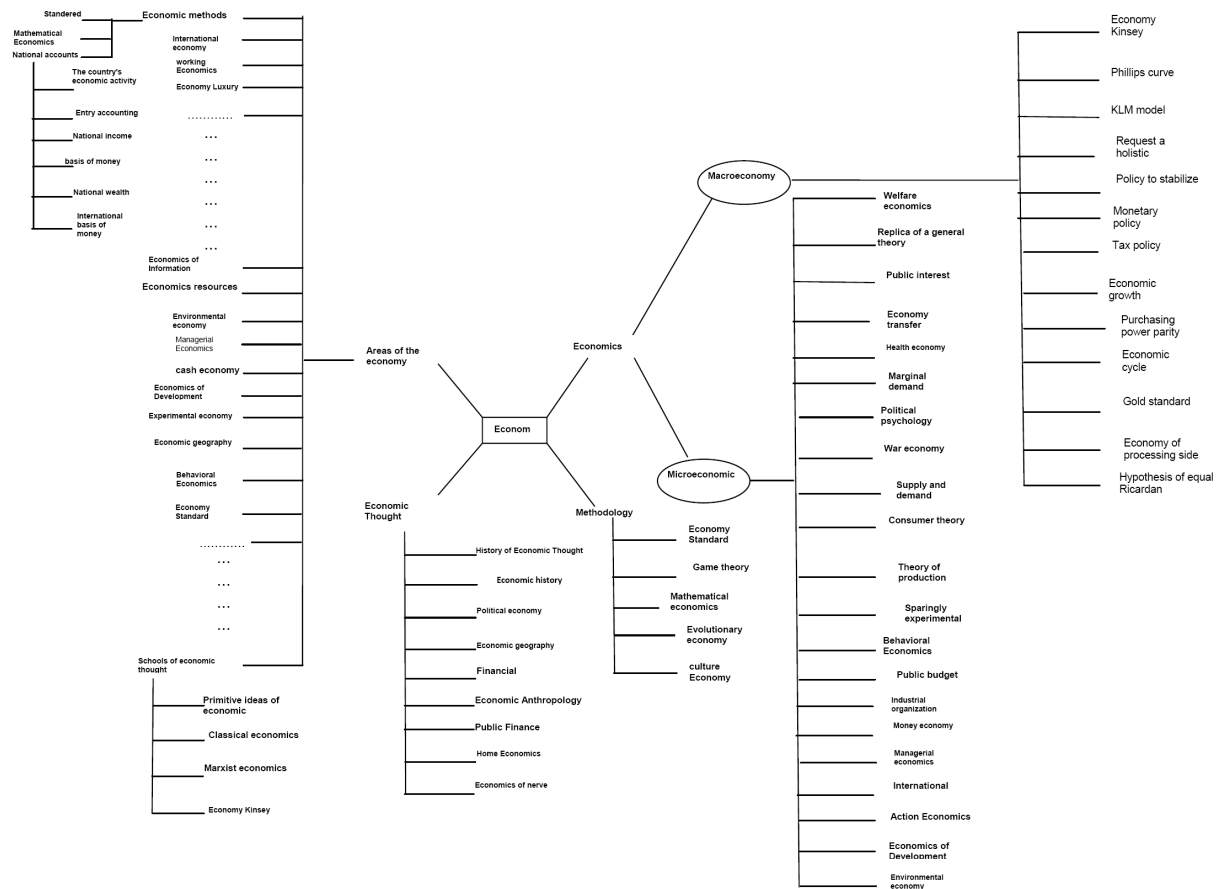 Standered
Economic methods
Mathematical
Economics
National accounts
The country's
economic activity
Entry accounting
National income
basis of money
National wealth
International
basis of
money
International
economy
working
Economics
Economy Luxury
............
...
...
...
...
...
...
Economics of
Information
Economics resources
Environmental
economy
Managerial
Economics
cash economy
Economics of
Development
Experimental economy
Economic geography
Behavioral
Economics
Economy
Standard
............
...
...
...
...
Schools of economic
thought
Primitive ideas of
economic
Classical economics
Marxist economics
Economy Kinsey
Areas of the
economy
Econom
Economics
Economic
Thought
History of Economic Thought
Economic history
Political economy
Economic geography
Financial
Economic Anthropology
Public Finance
Home Economics
Economics of nerve
Methodology
Economy
Standard
Game theory
Mathematical
economics
Evolutionary
economy
culture
Economy
Macroeconomy
Microeconomic
Welfare
economics
Replica of a general
theory
Public interest
Economy
transfer
Health economy
Marginal
demand
Political
psychology
War economy
Supply and
demand
Consumer theory
Theory of
production
Sparingly
experimental
Behavioral
Economics
Public budget
Industrial
organization
Money economy
Managerial
economics
International
Action Economics
Economics of
Development
Environmental
economy
Economy
Kinsey
Phillips curve
KLM model
Request a
holistic
Policy to stabilize
Monetary
policy
Tax policy
Economic
growth
Purchasing
power parity
Economic
cycle
Gold standard
Economy of
processing side
Hypothesis of equal
Ricardan